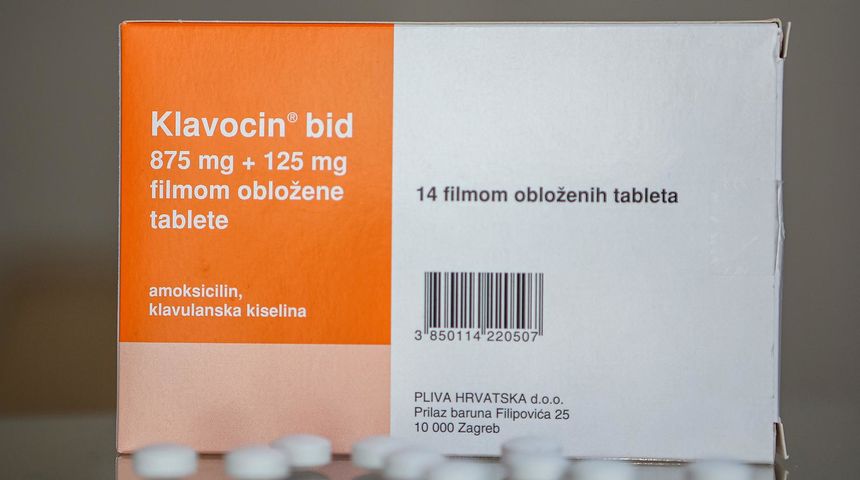 Klavocin® bid
875 mg + 125 mg
filmom obložene
tablete
amoksicilin,
klavulanska kiselina
14 filmom obloženih tableta
3 850114 220507
PLIVA HRVATSKA d.o.o.
Prilaz baruna Filipovića 25
10 000 Zagreb